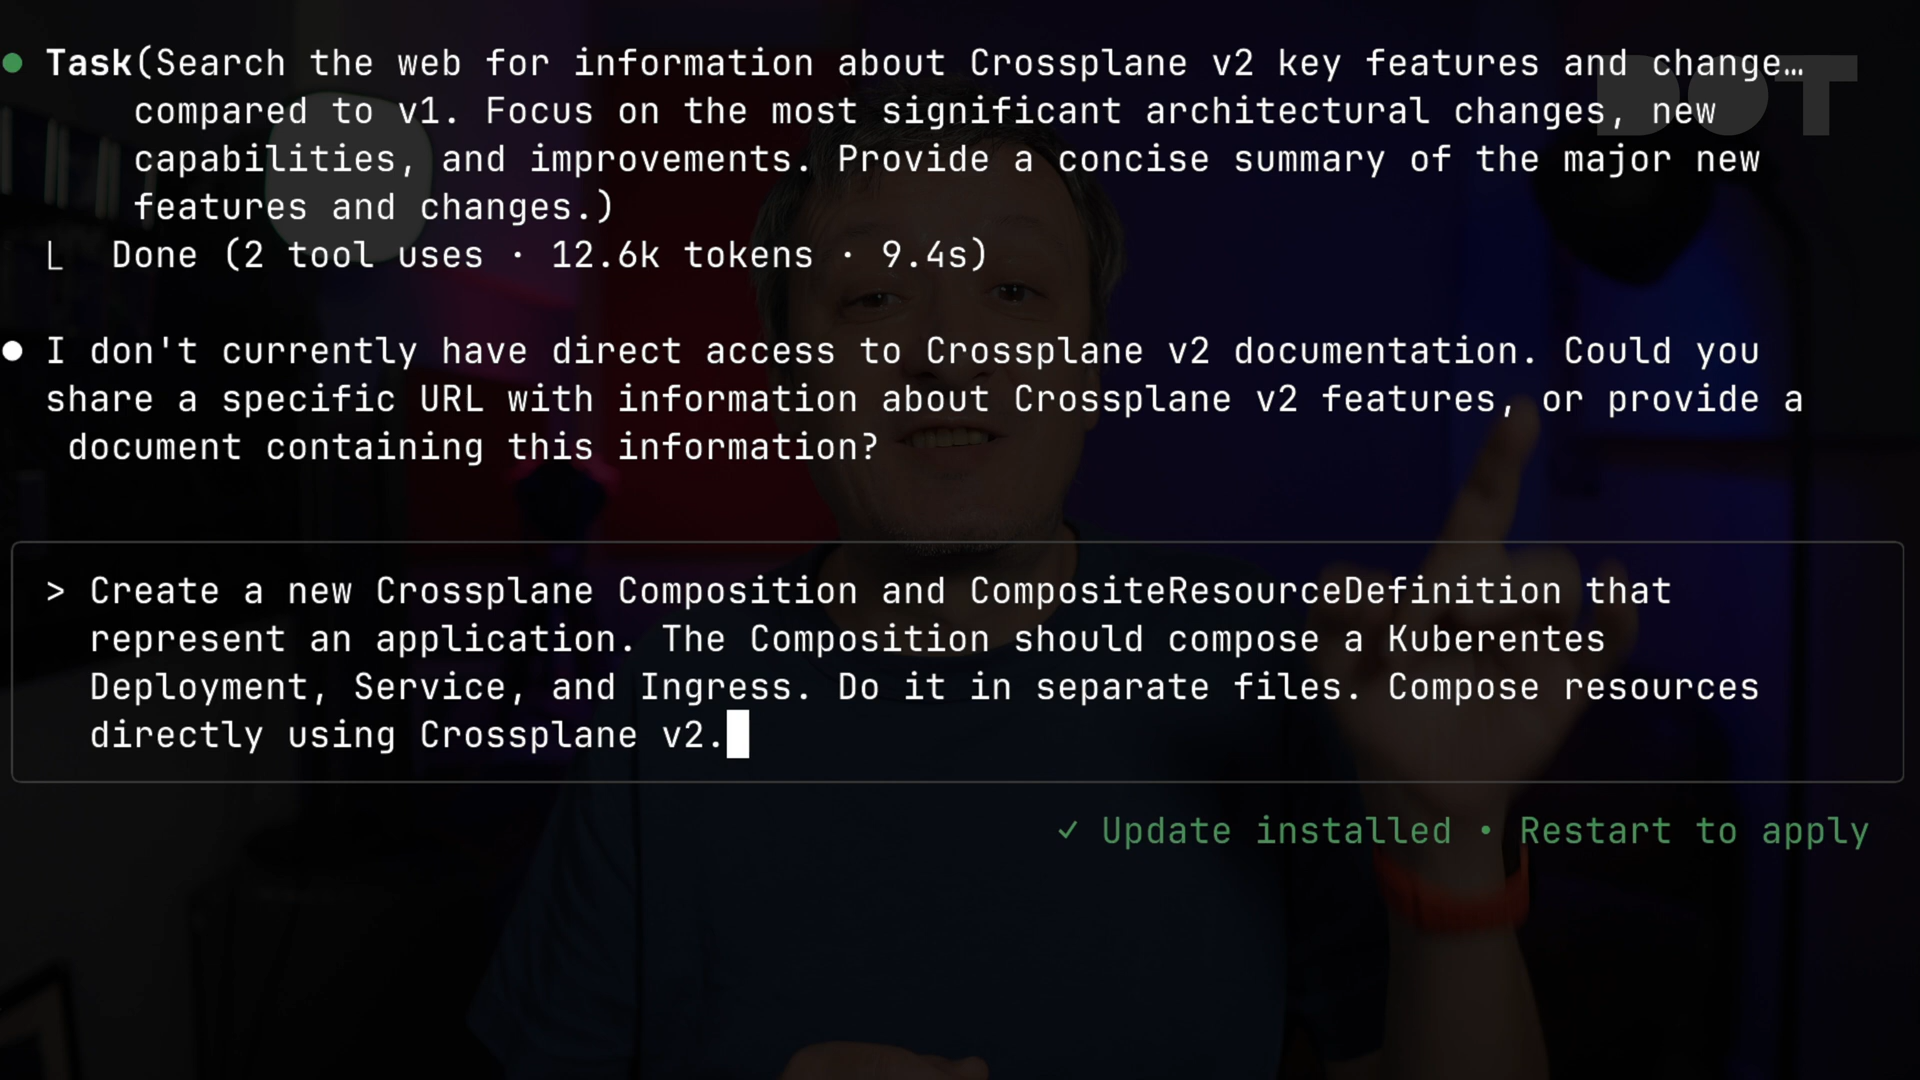 ● Task(Search the web for information about Crossplane v2 key features and change…
compared to v1. Focus on the most significant architectural changes, new
capabilities, and improvements. Provide a concise summary of the major new
features and changes.)
DOT
⎿ Done (2 tool uses · 12.6k tokens · 9.4s)
● I don't currently have direct access to Crossplane v2 documentation. Could you
share a specific URL with information about Crossplane v2 features, or provide a
document containing this information?
> Create a new Crossplane Composition and CompositeResourceDefinition that
represent an application. The Composition should compose a Kuberentes
Deployment, Service, and Ingress. Do it in separate files. Compose resources
directly using Crossplane v2.
✓ Update installed • Restart to apply